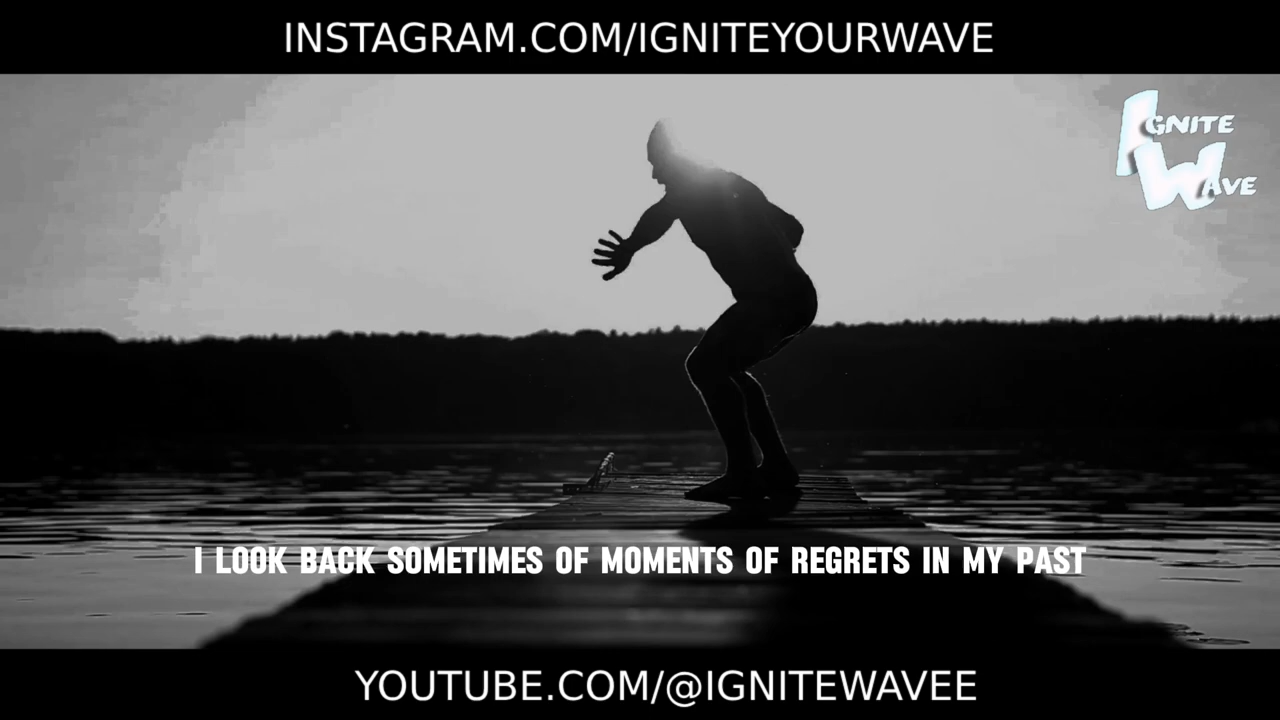 INSTAGRAM.COM/IGNITEYOURWAVE
IGNITE
WAVE
I LOOK BACK SOMETIMES OF MOMENTS OF REGRETS IN MY PAST
YOUTUBE.COM/@IGNITEWAVEE